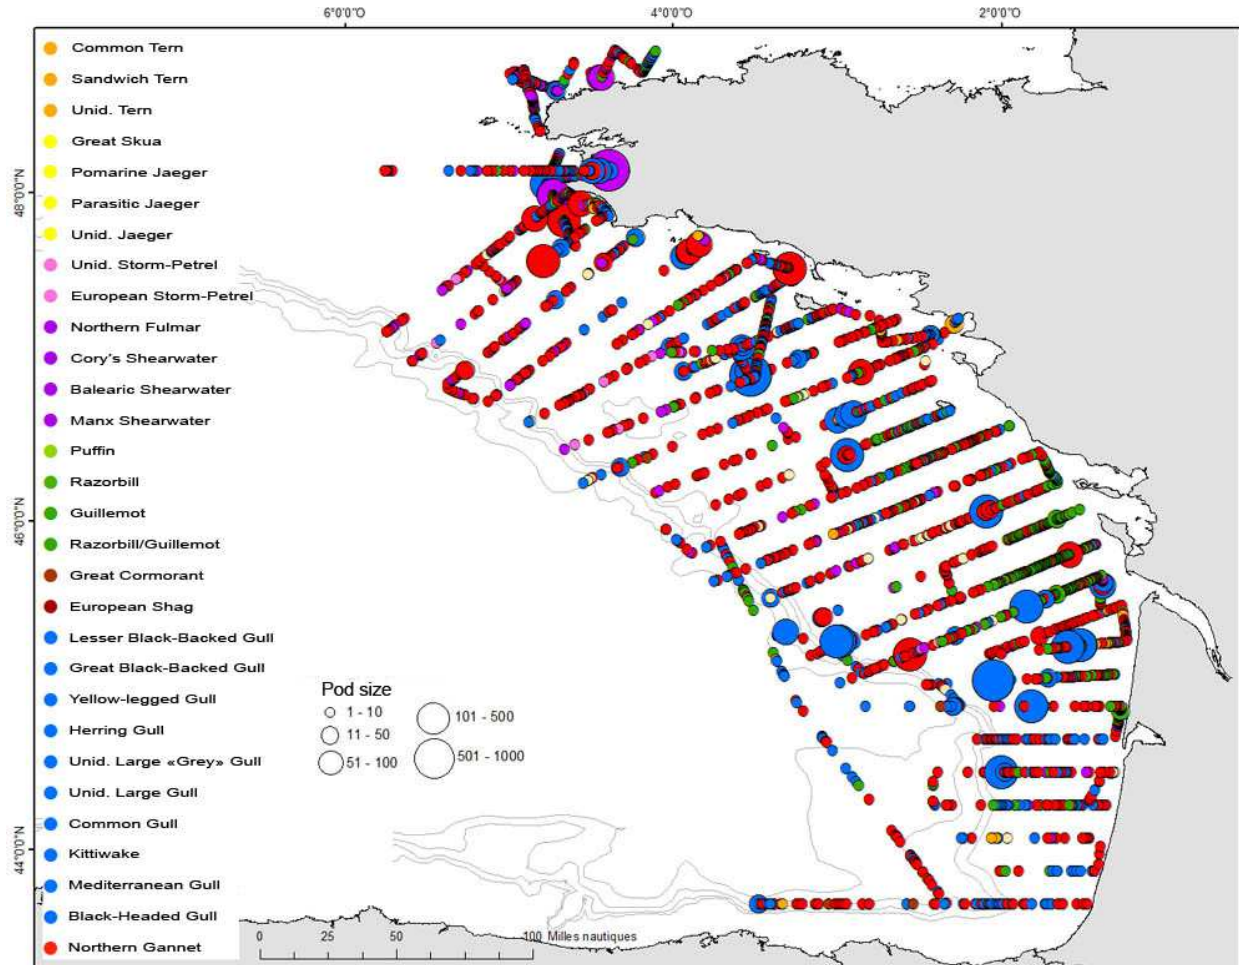 6°0'0"O 4°0'0"O 2°0'0"O
Common Tern
Sandwich Tern
Unid. Tern
Great Skua
Pomarine Jaeger
Parasitic Jaeger
Unid. Jaeger
Unid. Storm-Petrel
European Storm-Petrel
Northern Fulmar
Cory's Shearwater
Balearic Shearwater
Manx Shearwater
Puffin
Razorbill
Guillemot
Razorbill/Guillemot
Great Cormorant
European Shag
Lesser Black-Backed Gull
Great Black-Backed Gull
Yellow-legged Gull
Herring Gull
Unid. Large «Grey» Gull
Unid. Large Gull
Common Gull
Kittiwake
Mediterranean Gull
Black-Headed Gull
Northern Gannet
48°0'0"N
46°0'0"N
44°0'0"N
Pod size
1 - 10 101 - 500
11 - 50
51 - 100 501 - 1000
0 25 50 100 Milles nautiques